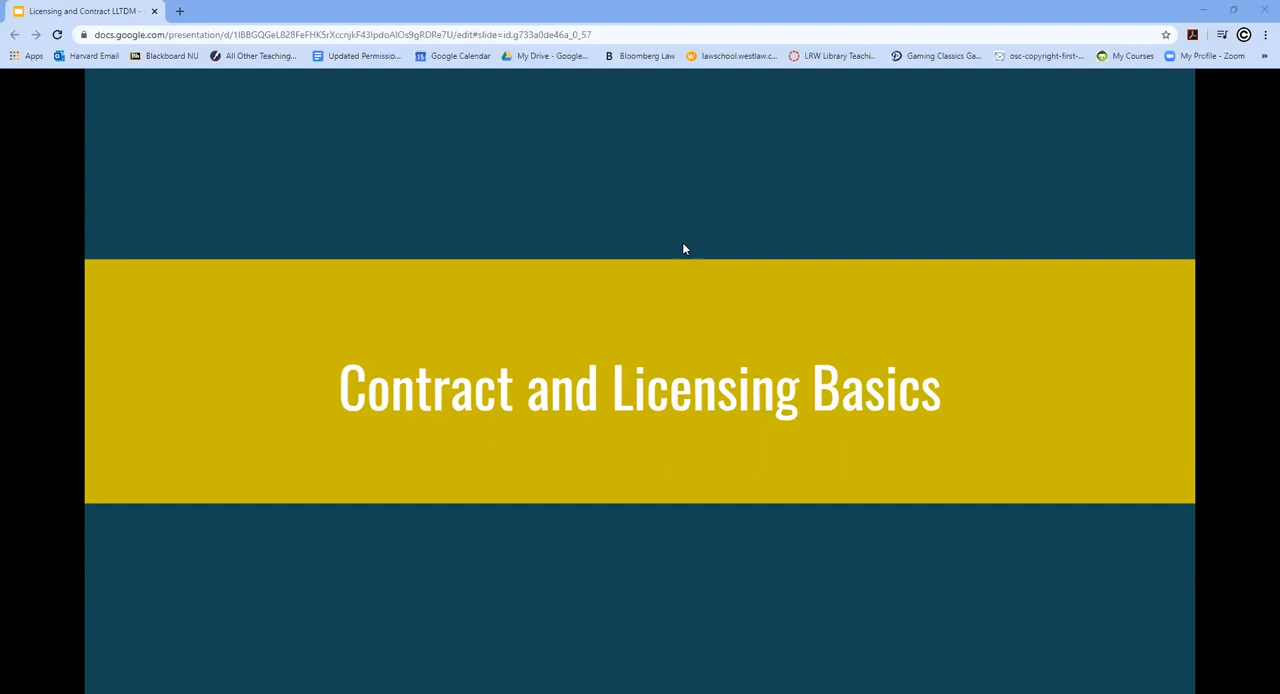 Licensing and Contract LLTDM -
docs.google.com/presentation/d/1IBBGQGeL828FeFHK5rXccnjkF43lpdoAlOs9gRDRe7U/edit#slide=id.g733a0de46a_0_57
Apps Harvard Email Blackboard NU All Other Teaching... Updated Permissio... Google Calendar My Drive - Google... Bloomberg Law lawschool.westlaw.c... LRW Library Teachi... Gaming Classics Ga... osc-copyright-first-... My Courses My Profile - Zoom »
Contract and Licensing Basics